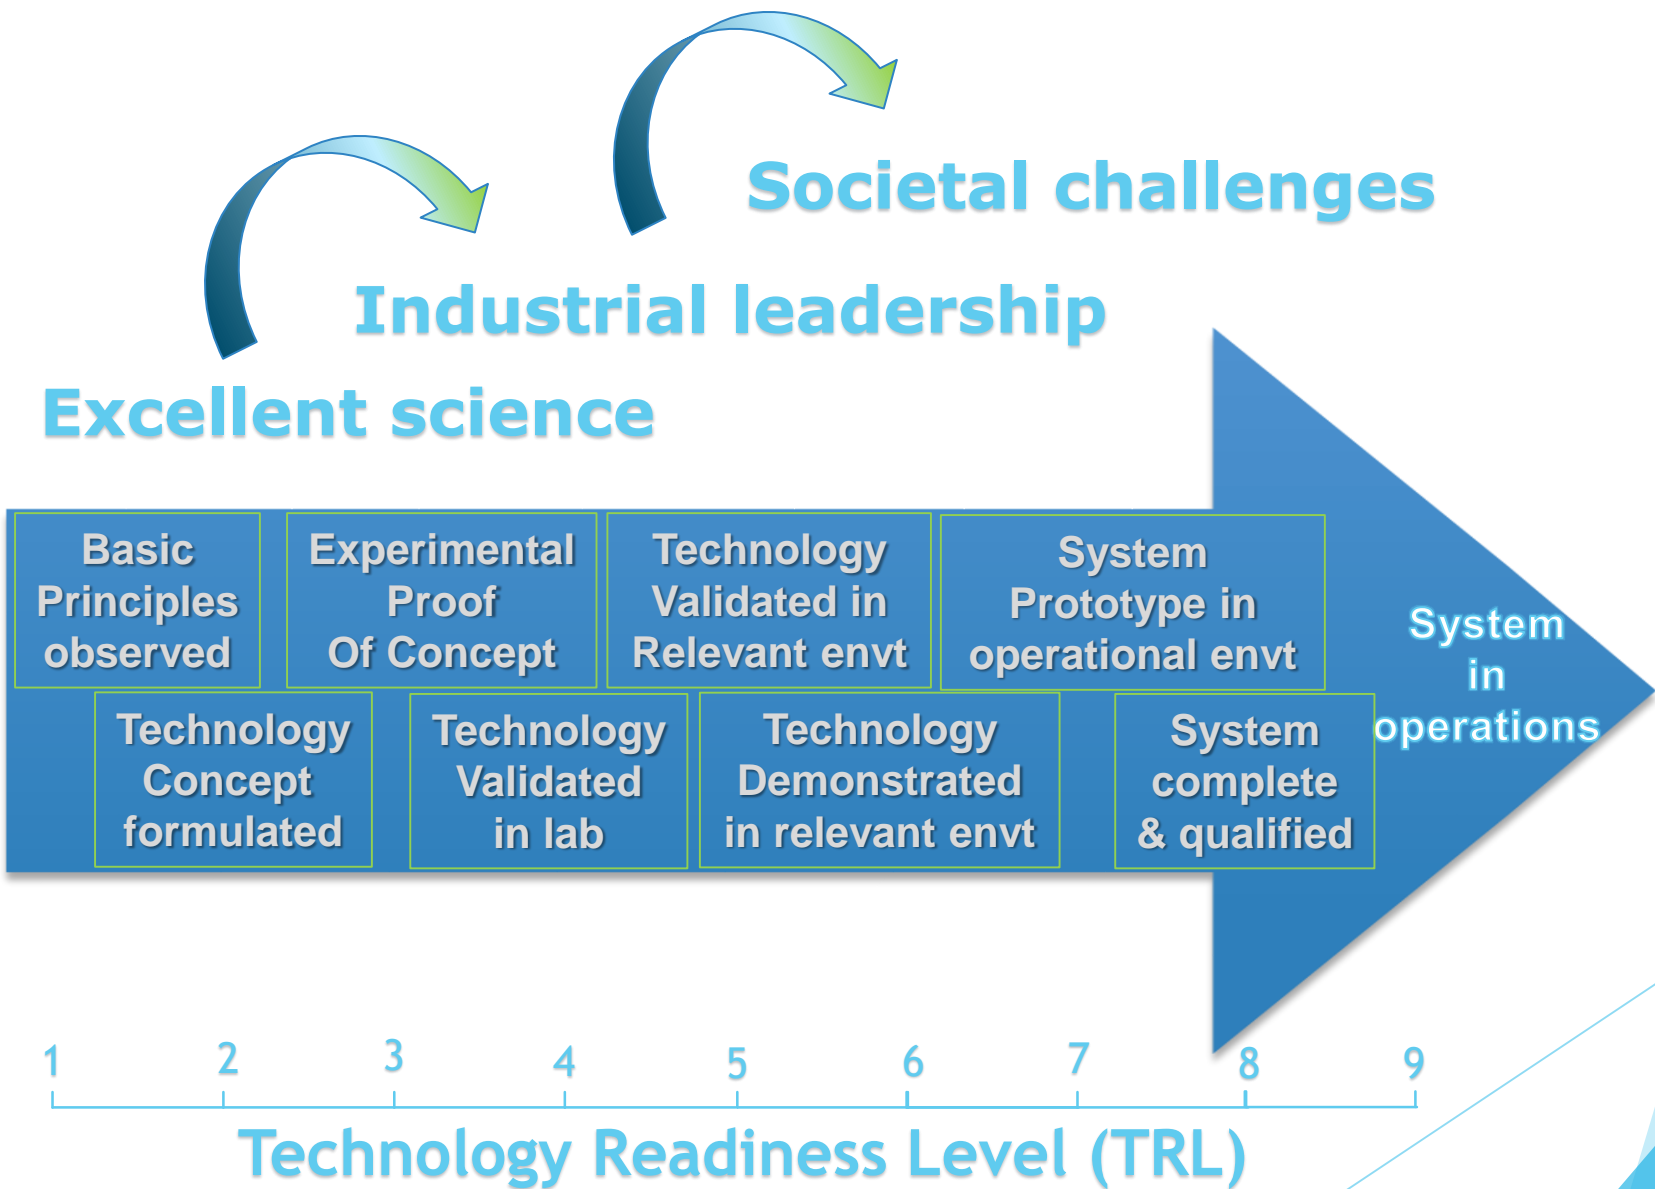 Societal challenges
Industrial leadership
Excellent science
Basic
Principles
observed
Experimental
Proof
Of Concept
Technology
Validated in
Relevant envt
System
Prototype in
operational envt
Technology
Concept
formulated
Technology
Validated
in lab
Technology
Demonstrated
in relevant envt
System
complete
& qualified
System
in
operations
1 2 3 4 5 6 7 8 9
Technology Readiness Level (TRL)